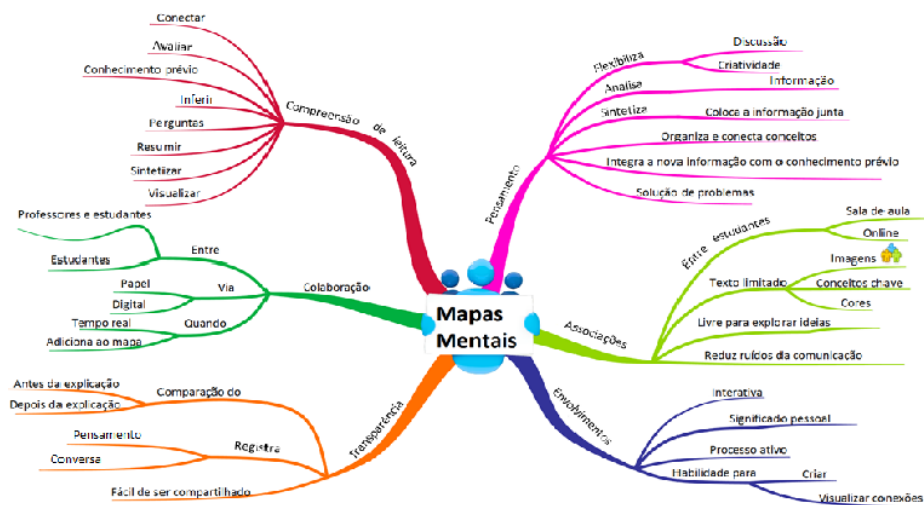 Mapas
Mentais
Compreensão de leitura
Conectar
Avaliar
Conhecimento prévio
Inferir
Perguntas
Resumir
Sintetizar
Visualizar
Pensamento
Flexibiliza
Discussão
Criatividade
Analisa
Informação
Sintetiza
Coloca a informação junta
Organiza e conecta conceitos
Integra a nova informação com o conhecimento prévio
Solução de problemas
Colaboração
Entre
Professores e estudantes
Estudantes
Via
Papel
Digital
Quando
Tempo real
Adiciona ao mapa
Associações
Entre estudantes
Sala de aula
Online
Texto limitado
Imagens
Conceitos chave
Cores
Livre para explorar ideias
Reduz ruídos da comunicação
Transparência
Comparação do
Antes da explicação
Depois da explicação
Registra
Pensamento
Conversa
Fácil de ser compartilhado
Envolvimentos
Interativa
Significado pessoal
Processo ativo
Habilidade para
Criar
Visualizar conexões